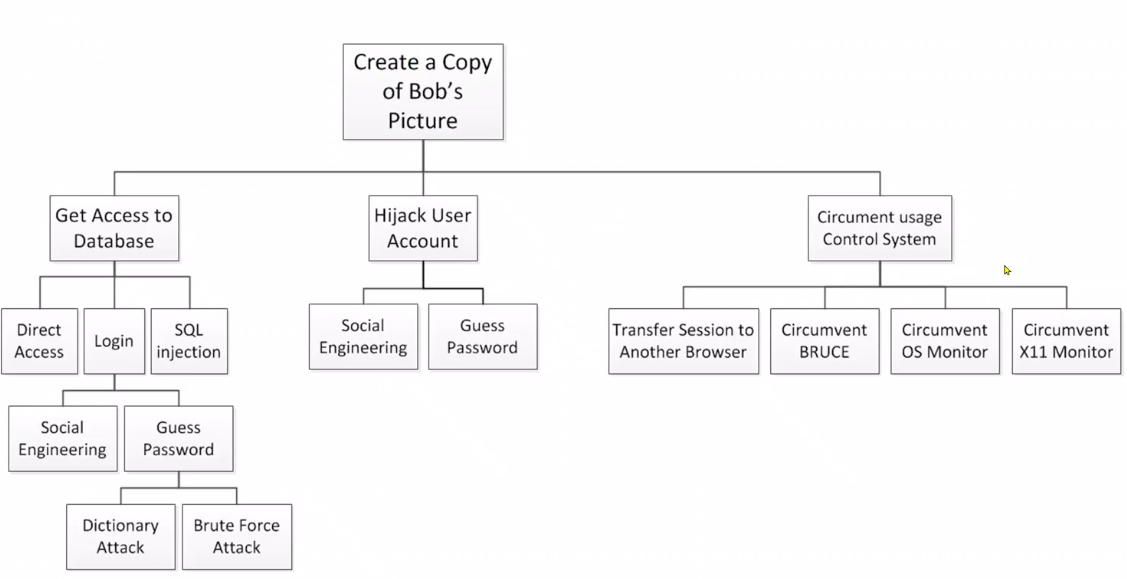 Create a Copy
of Bob's
Picture
Get Access to
Database
Hijack User
Account
Circument usage
Control System
Direct
Access
Login
SQL
injection
Social
Engineering
Guess
Password
Transfer Session to
Another Browser
Circumvent
BRUCE
Circumvent
OS Monitor
Circumvent
X11 Monitor
Social
Engineering
Guess
Password
Dictionary
Attack
Brute Force
Attack